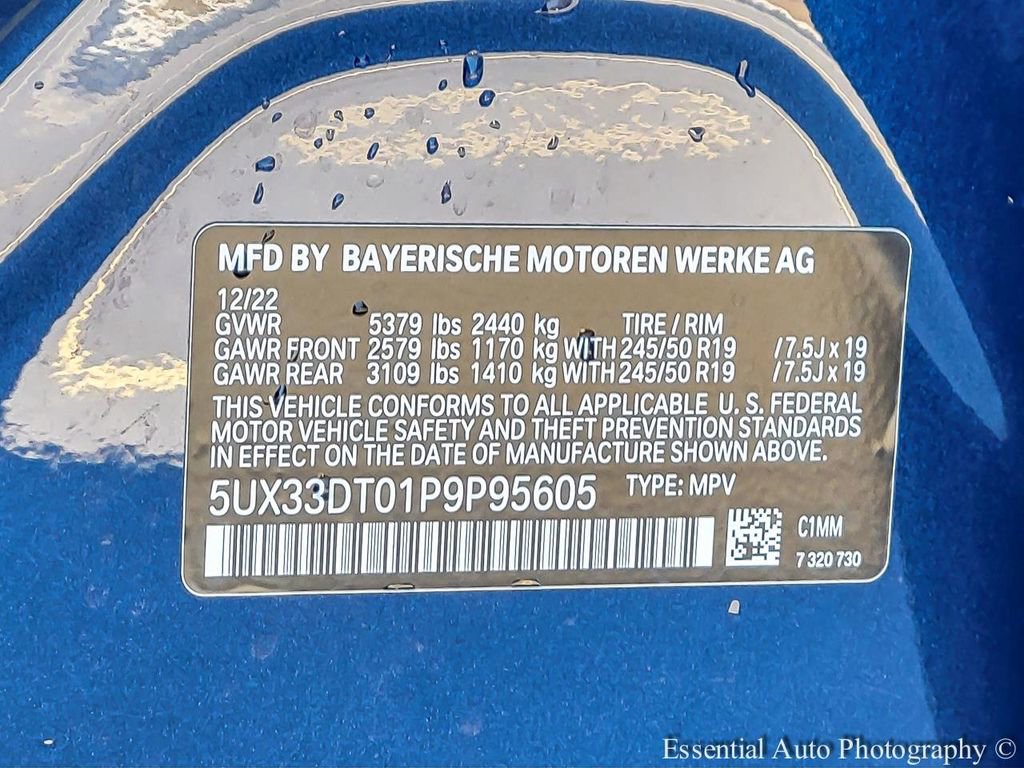 MFD BY BAYERISCHE MOTOREN WERKE AG
12/22
GVWR 5379 lbs 2440 kg TIRE / RIM
GAWR FRONT 2579 lbs 1170 kg WITH 245/50 R19 /7.5J x 19
GAWR REAR 3109 lbs 1410 kg WITH 245/50 R19 /7.5J x 19
THIS VEHICLE CONFORMS TO ALL APPLICABLE U. S. FEDERAL
MOTOR VEHICLE SAFETY AND THEFT PREVENTION STANDARDS
IN EFFECT ON THE DATE OF MANUFACTURE SHOWN ABOVE.
5UX33DT01P9P95605 TYPE: MPV
C1MM
7 320 730
Essential Auto Photography ©